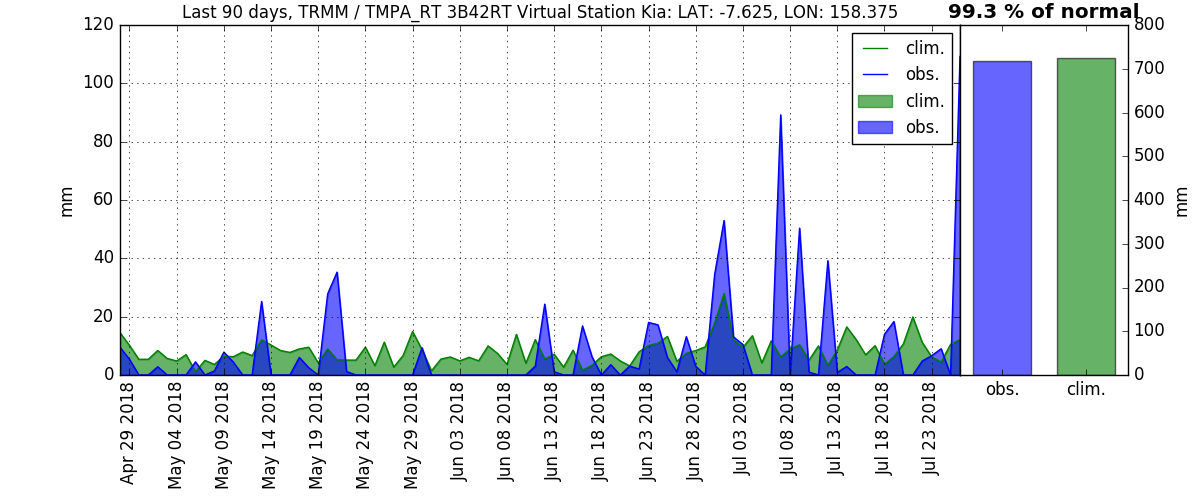 Last 90 days, TRMM / TMPA_RT 3B42RT Virtual Station Kia: LAT: -7.625, LON: 158.375
99.3 % of normal
120
100
80
60
40
20
0
mm
clim.
obs.
clim.
obs.
800
700
600
500
400
300
200
100
0
mm
obs.
clim.
Apr 29 2018
May 04 2018
May 09 2018
May 14 2018
May 19 2018
May 24 2018
May 29 2018
Jun 03 2018
Jun 08 2018
Jun 13 2018
Jun 18 2018
Jun 23 2018
Jun 28 2018
Jul 03 2018
Jul 08 2018
Jul 13 2018
Jul 18 2018
Jul 23 2018